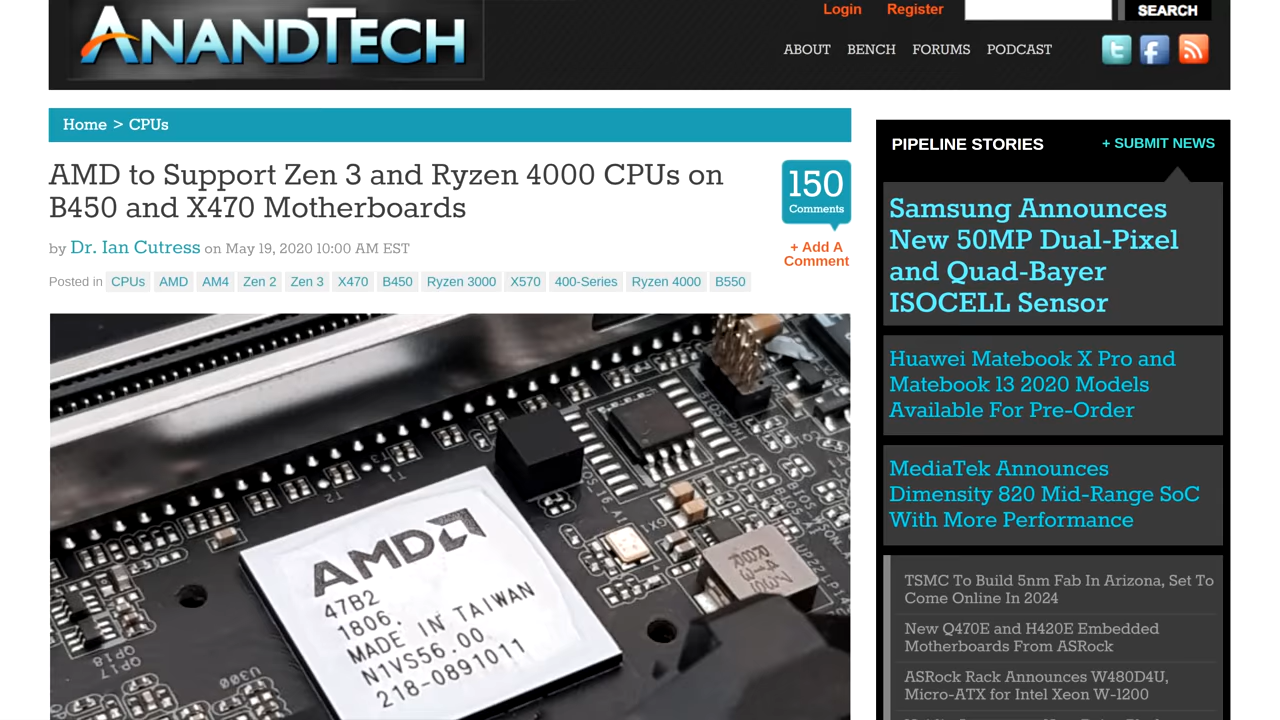 ANANDTECH
Login Register SEARCH
ABOUT BENCH FORUMS PODCAST
Home > CPUs
AMD to Support Zen 3 and Ryzen 4000 CPUs on
B450 and X470 Motherboards
by Dr. Ian Cutress on May 19, 2020 10:00 AM EST
Posted in CPUs AMD AM4 Zen 2 Zen 3 X470 B450 Ryzen 3000 X570 400-Series Ryzen 4000 B550
150
Comments
+ Add A
Comment
T1
T2
AMD
47B2
1806.
MADE IN TAIWAN
N1VS56.00
218-0891011
QP18
QP17
U300
PIPELINE STORIES + SUBMIT NEWS
Samsung Announces
New 50MP Dual-Pixel
and Quad-Bayer
ISOCELL Sensor
Huawei Matebook X Pro and
Matebook 13 2020 Models
Available For Pre-Order
MediaTek Announces
Dimensity 820 Mid-Range SoC
With More Performance
TSMC To Build 5nm Fab In Arizona, Set To
Come Online In 2024
New Q470E and H420E Embedded
Motherboards From ASRock
ASRock Rack Announces W480D4U,
Micro-ATX for Intel Xeon W-1200